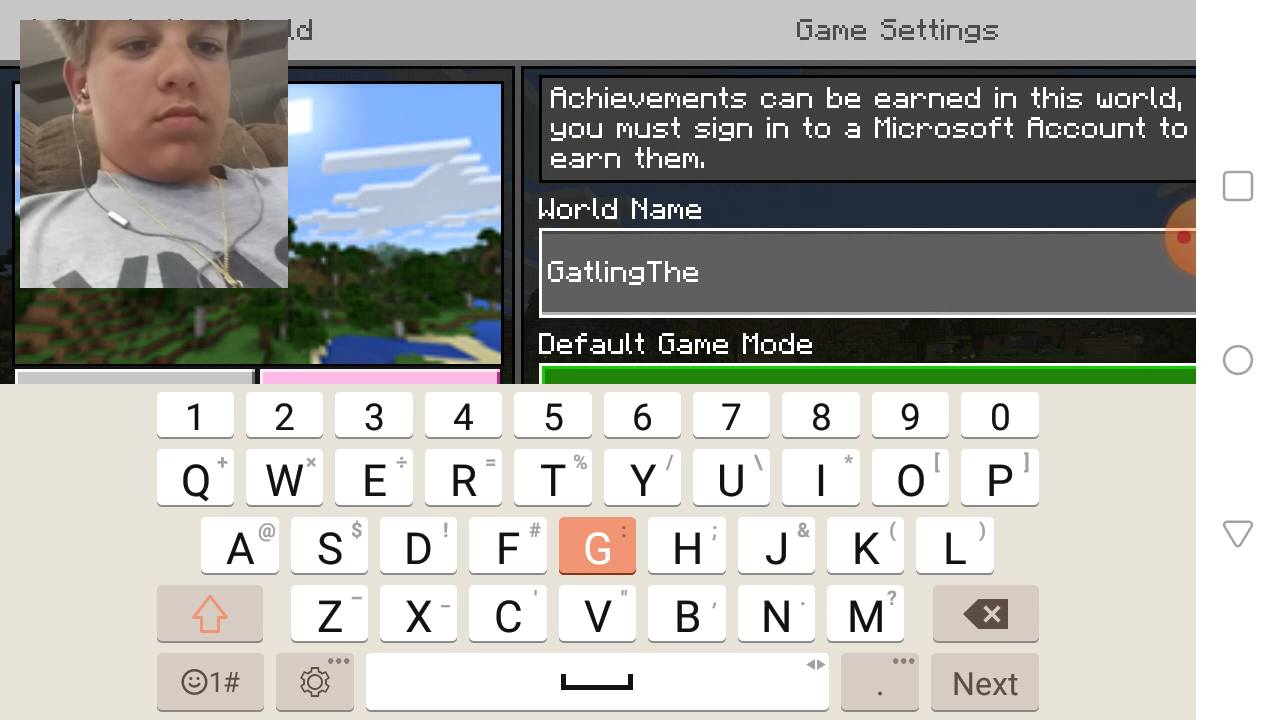 ld
Game Settings
Achievements can be earned in this world,
you must sign in to a Microsoft Account to
earn them.
World Name
GatlingThe
Default Game Mode
1 2 3 4 5 6 7 8 9 0
Q + W × E ÷ R = T % Y / U \ I * O [ P ]
A @ S $ D ! F # G : H ; J & K ( L )
Z – X - C ' V " B , N . M ?
1# . Next